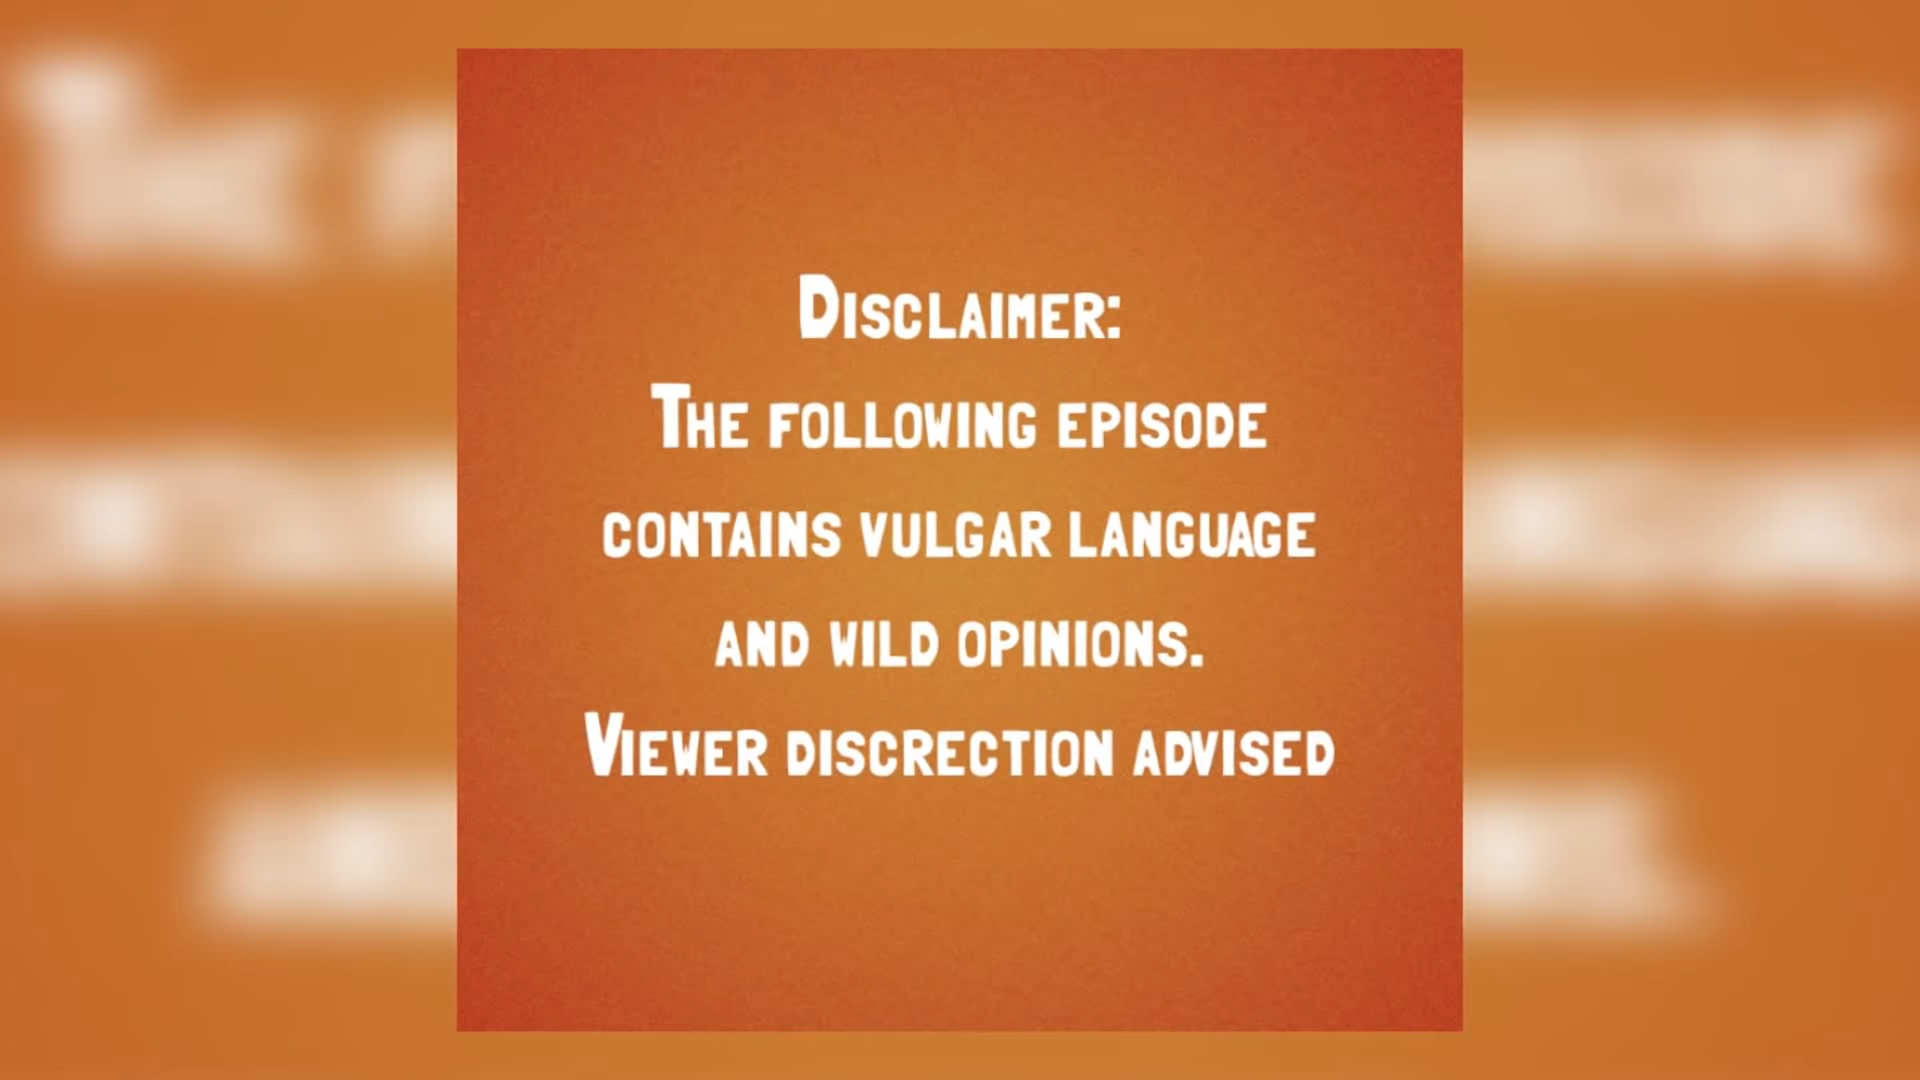 Disclaimer:
The following episode
contains vulgar language
and wild opinions.
Viewer discrection advised